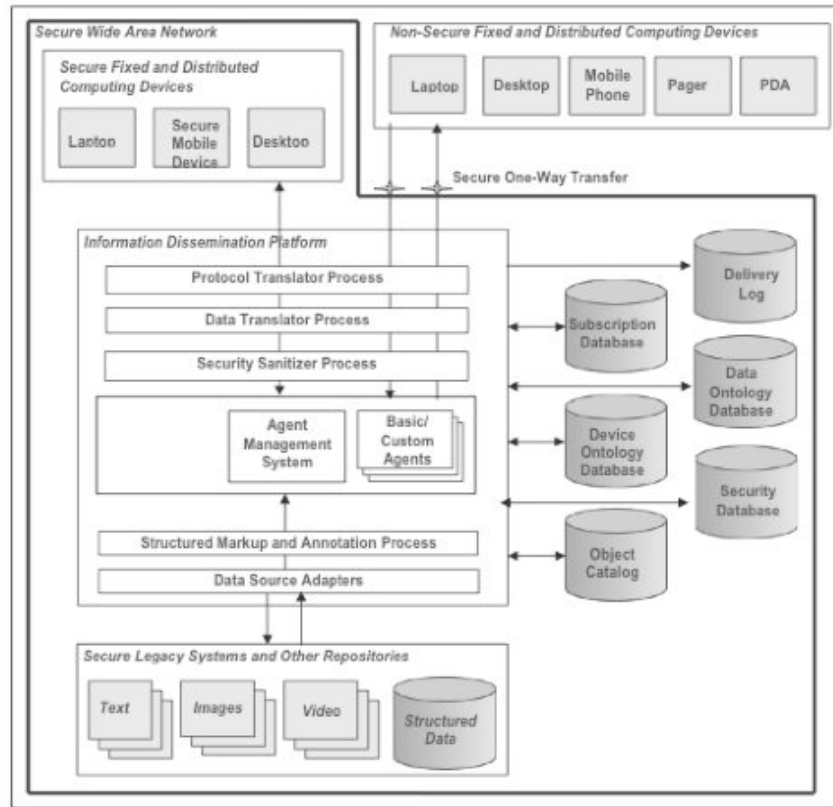 Secure Wide Area Network
Non-Secure Fixed and Distributed Computing Devices
Secure Fixed and Distributed
Computing Devices
Laptop
Secure
Mobile
Device
Desktop
Laptop
Desktop
Mobile
Phone
Pager
PDA
Secure One-Way Transfer
Information Dissemination Platform
Protocol Translator Process
Data Translator Process
Security Sanitizer Process
Agent
Management
System
Basic/
Custom
Agents
Structured Markup and Annotation Process
Data Source Adapters
Delivery
Log
Subscription
Database
Data
Ontology
Database
Device
Ontology
Database
Security
Database
Object
Catalog
Secure Legacy Systems and Other Repositories
Text
Images
Video
Structured
Data